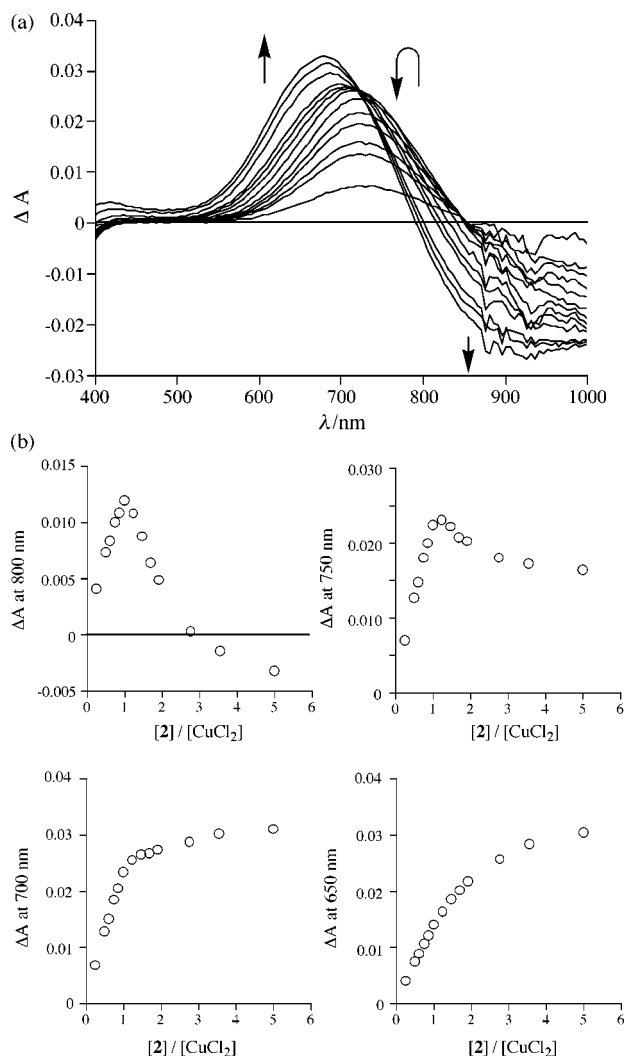 (a)
0.04
0.03
0.02
0.01
0
-0.01
-0.02
-0.03
Δ A
400 500 600 700 800 900 1000
λ/nm
(b)
0.015
0.010
0.005
0
-0.005
ΔA at 800 nm
0 1 2 3 4 5 6
[2] / [CuCl₂]
0.030
0.020
0.010
0
ΔA at 750 nm
0 1 2 3 4 5 6
[2] / [CuCl₂]
0.04
0.03
0.02
0.01
0
ΔA at 700 nm
0 1 2 3 4 5 6
[2] / [CuCl₂]
0.04
0.03
0.02
0.01
0
ΔA at 650 nm
0 1 2 3 4 5 6
[2] / [CuCl₂]